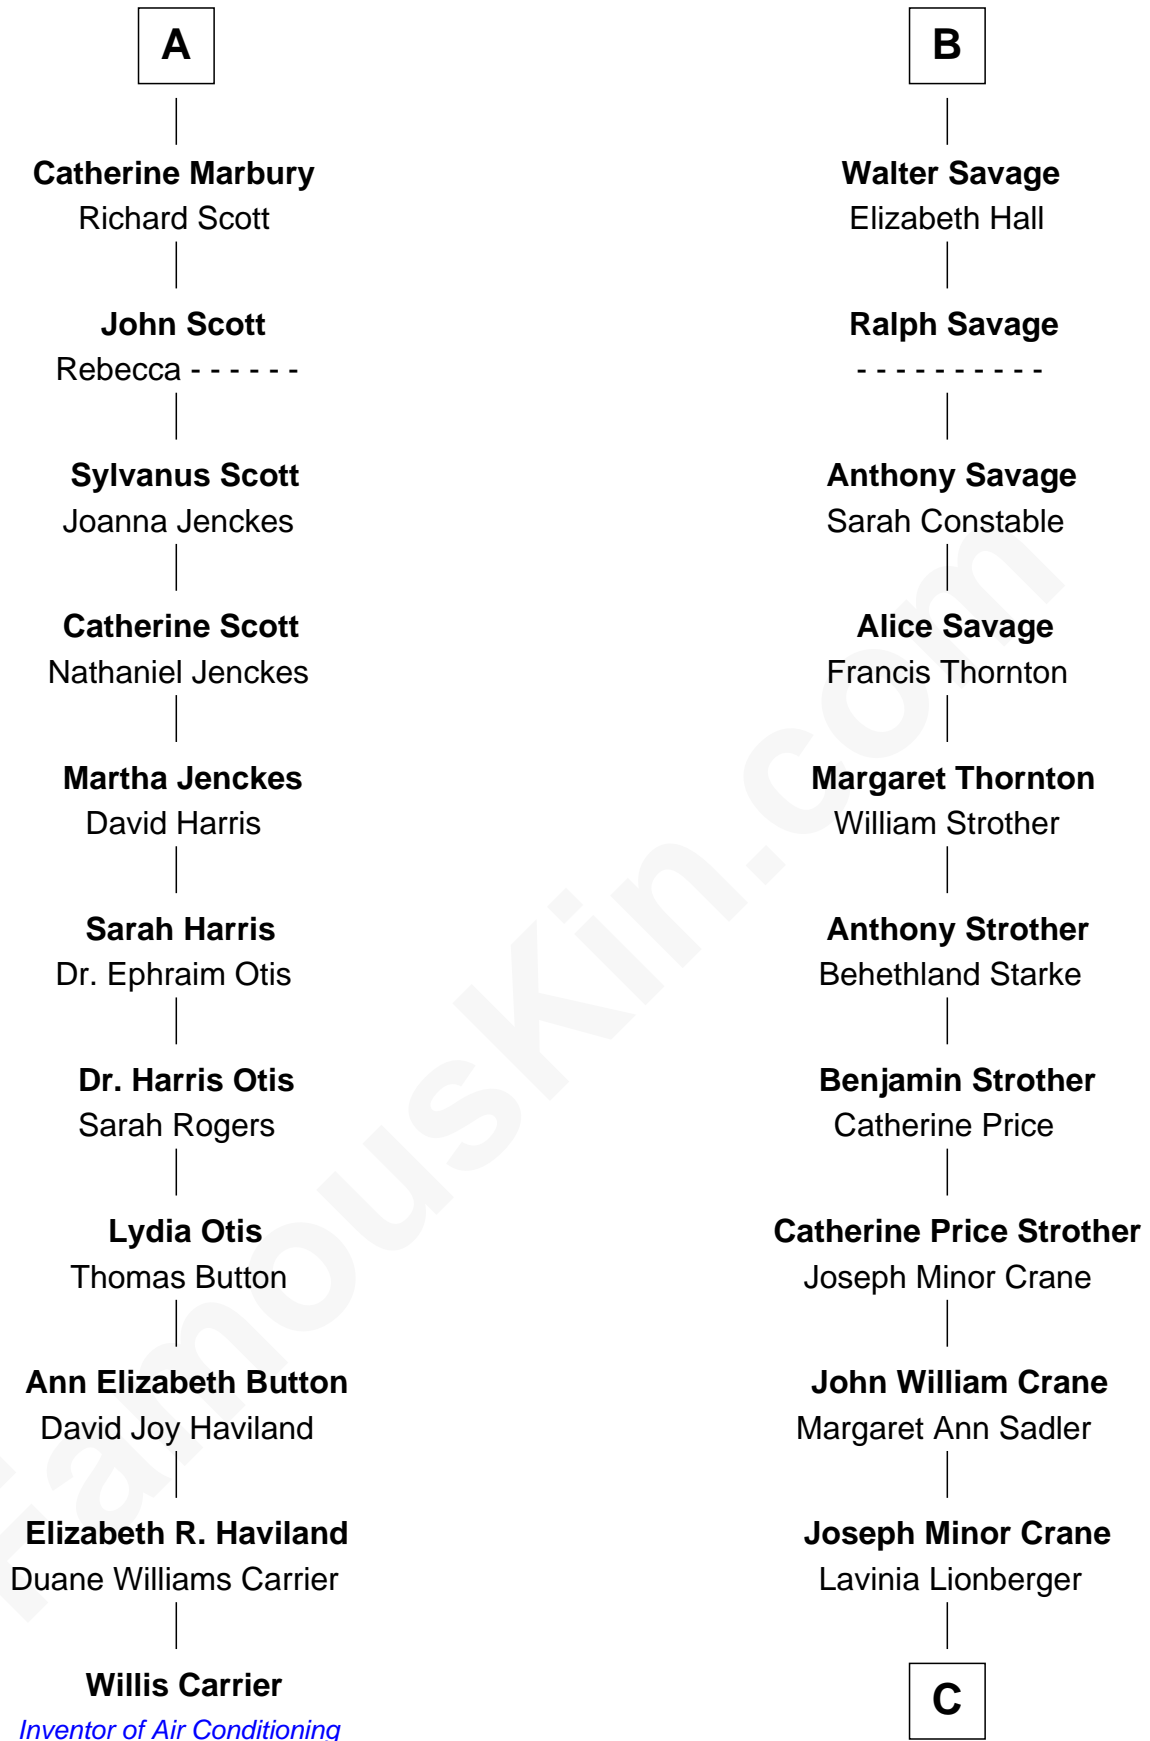 A
Catherine Marbury
Richard Scott
John Scott
Rebecca - - - - - -
Sylvanus Scott
Joanna Jenckes
Catherine Scott
Nathaniel Jenckes
Martha Jenckes
David Harris
Sarah Harris
Dr. Ephraim Otis
Dr. Harris Otis
Sarah Rogers
Lydia Otis
Thomas Button
Ann Elizabeth Button
David Joy Haviland
Elizabeth R. Haviland
Duane Williams Carrier
Willis Carrier
Inventor of Air Conditioning
B
Walter Savage
Elizabeth Hall
Ralph Savage
- - - - - - - - - -
Anthony Savage
Sarah Constable
Alice Savage
Francis Thornton
Margaret Thornton
William Strother
Anthony Strother
Behethland Starke
Benjamin Strother
Catherine Price
Catherine Price Strother
Joseph Minor Crane
John William Crane
Margaret Ann Sadler
Joseph Minor Crane
Lavinia Lionberger
C
FamousKin.com